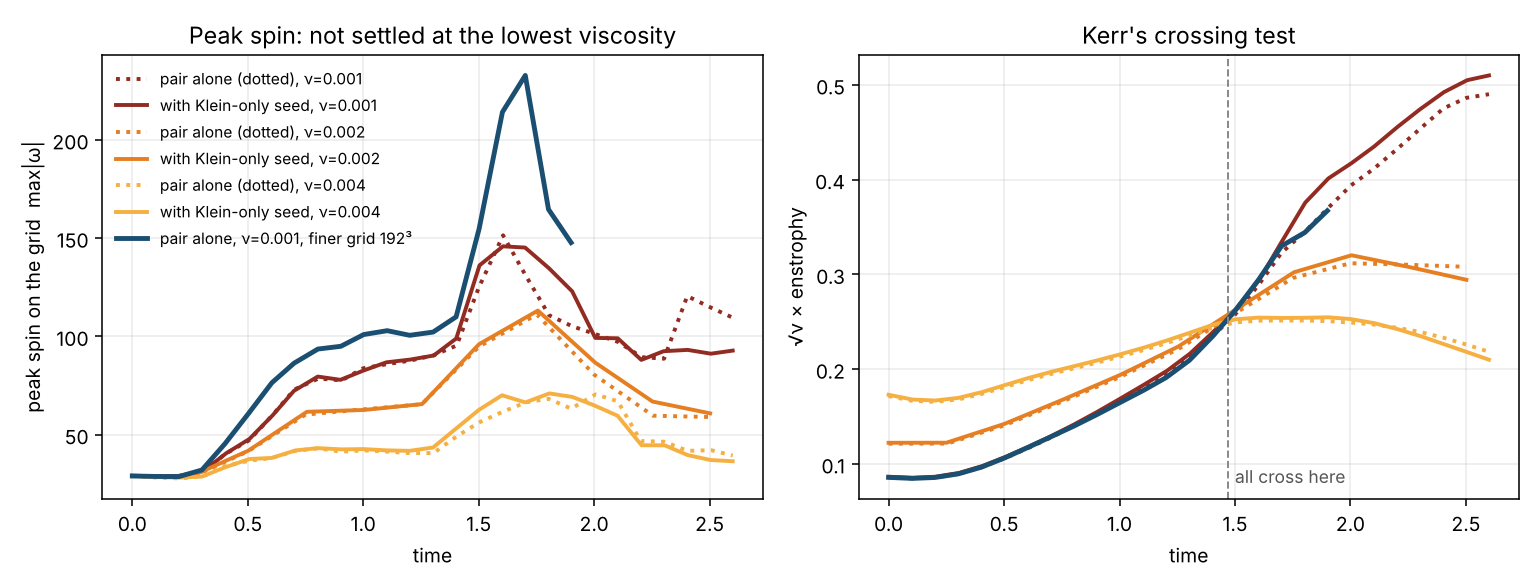 Peak spin: not settled at the lowest viscosity
peak spin on the grid  max|ω|
200
150
100
50
pair alone (dotted), ν=0.001
with Klein-only seed, ν=0.001
pair alone (dotted), ν=0.002
with Klein-only seed, ν=0.002
pair alone (dotted), ν=0.004
with Klein-only seed, ν=0.004
pair alone, ν=0.001, finer grid 192³
0.0 0.5 1.0 1.5 2.0 2.5
time
Kerr's crossing test
√ν × enstrophy
0.5
0.4
0.3
0.2
0.1
all cross here
0.0 0.5 1.0 1.5 2.0 2.5
time